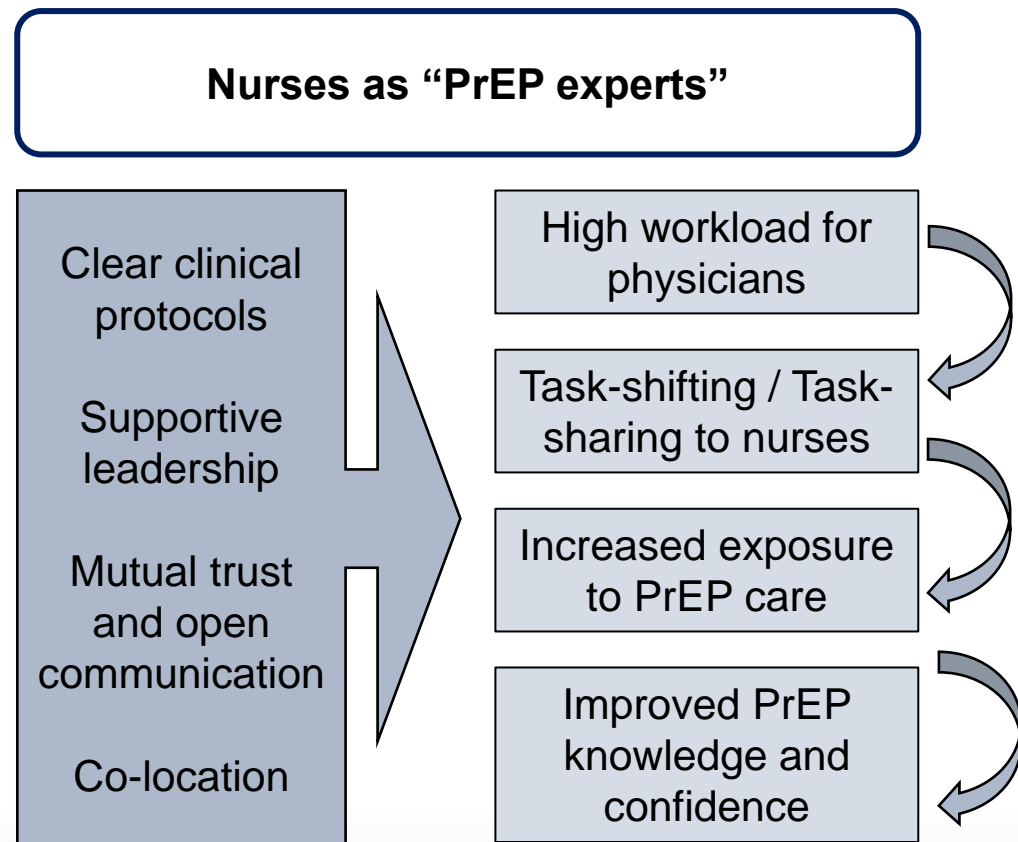 Nurses as “PrEP experts”
Clear clinical
protocols
Supportive
leadership
Mutual trust
and open
communication
Co-location
High workload for
physicians
Task-shifting / Task-
sharing to nurses
Increased exposure
to PrEP care
Improved PrEP
knowledge and
confidence